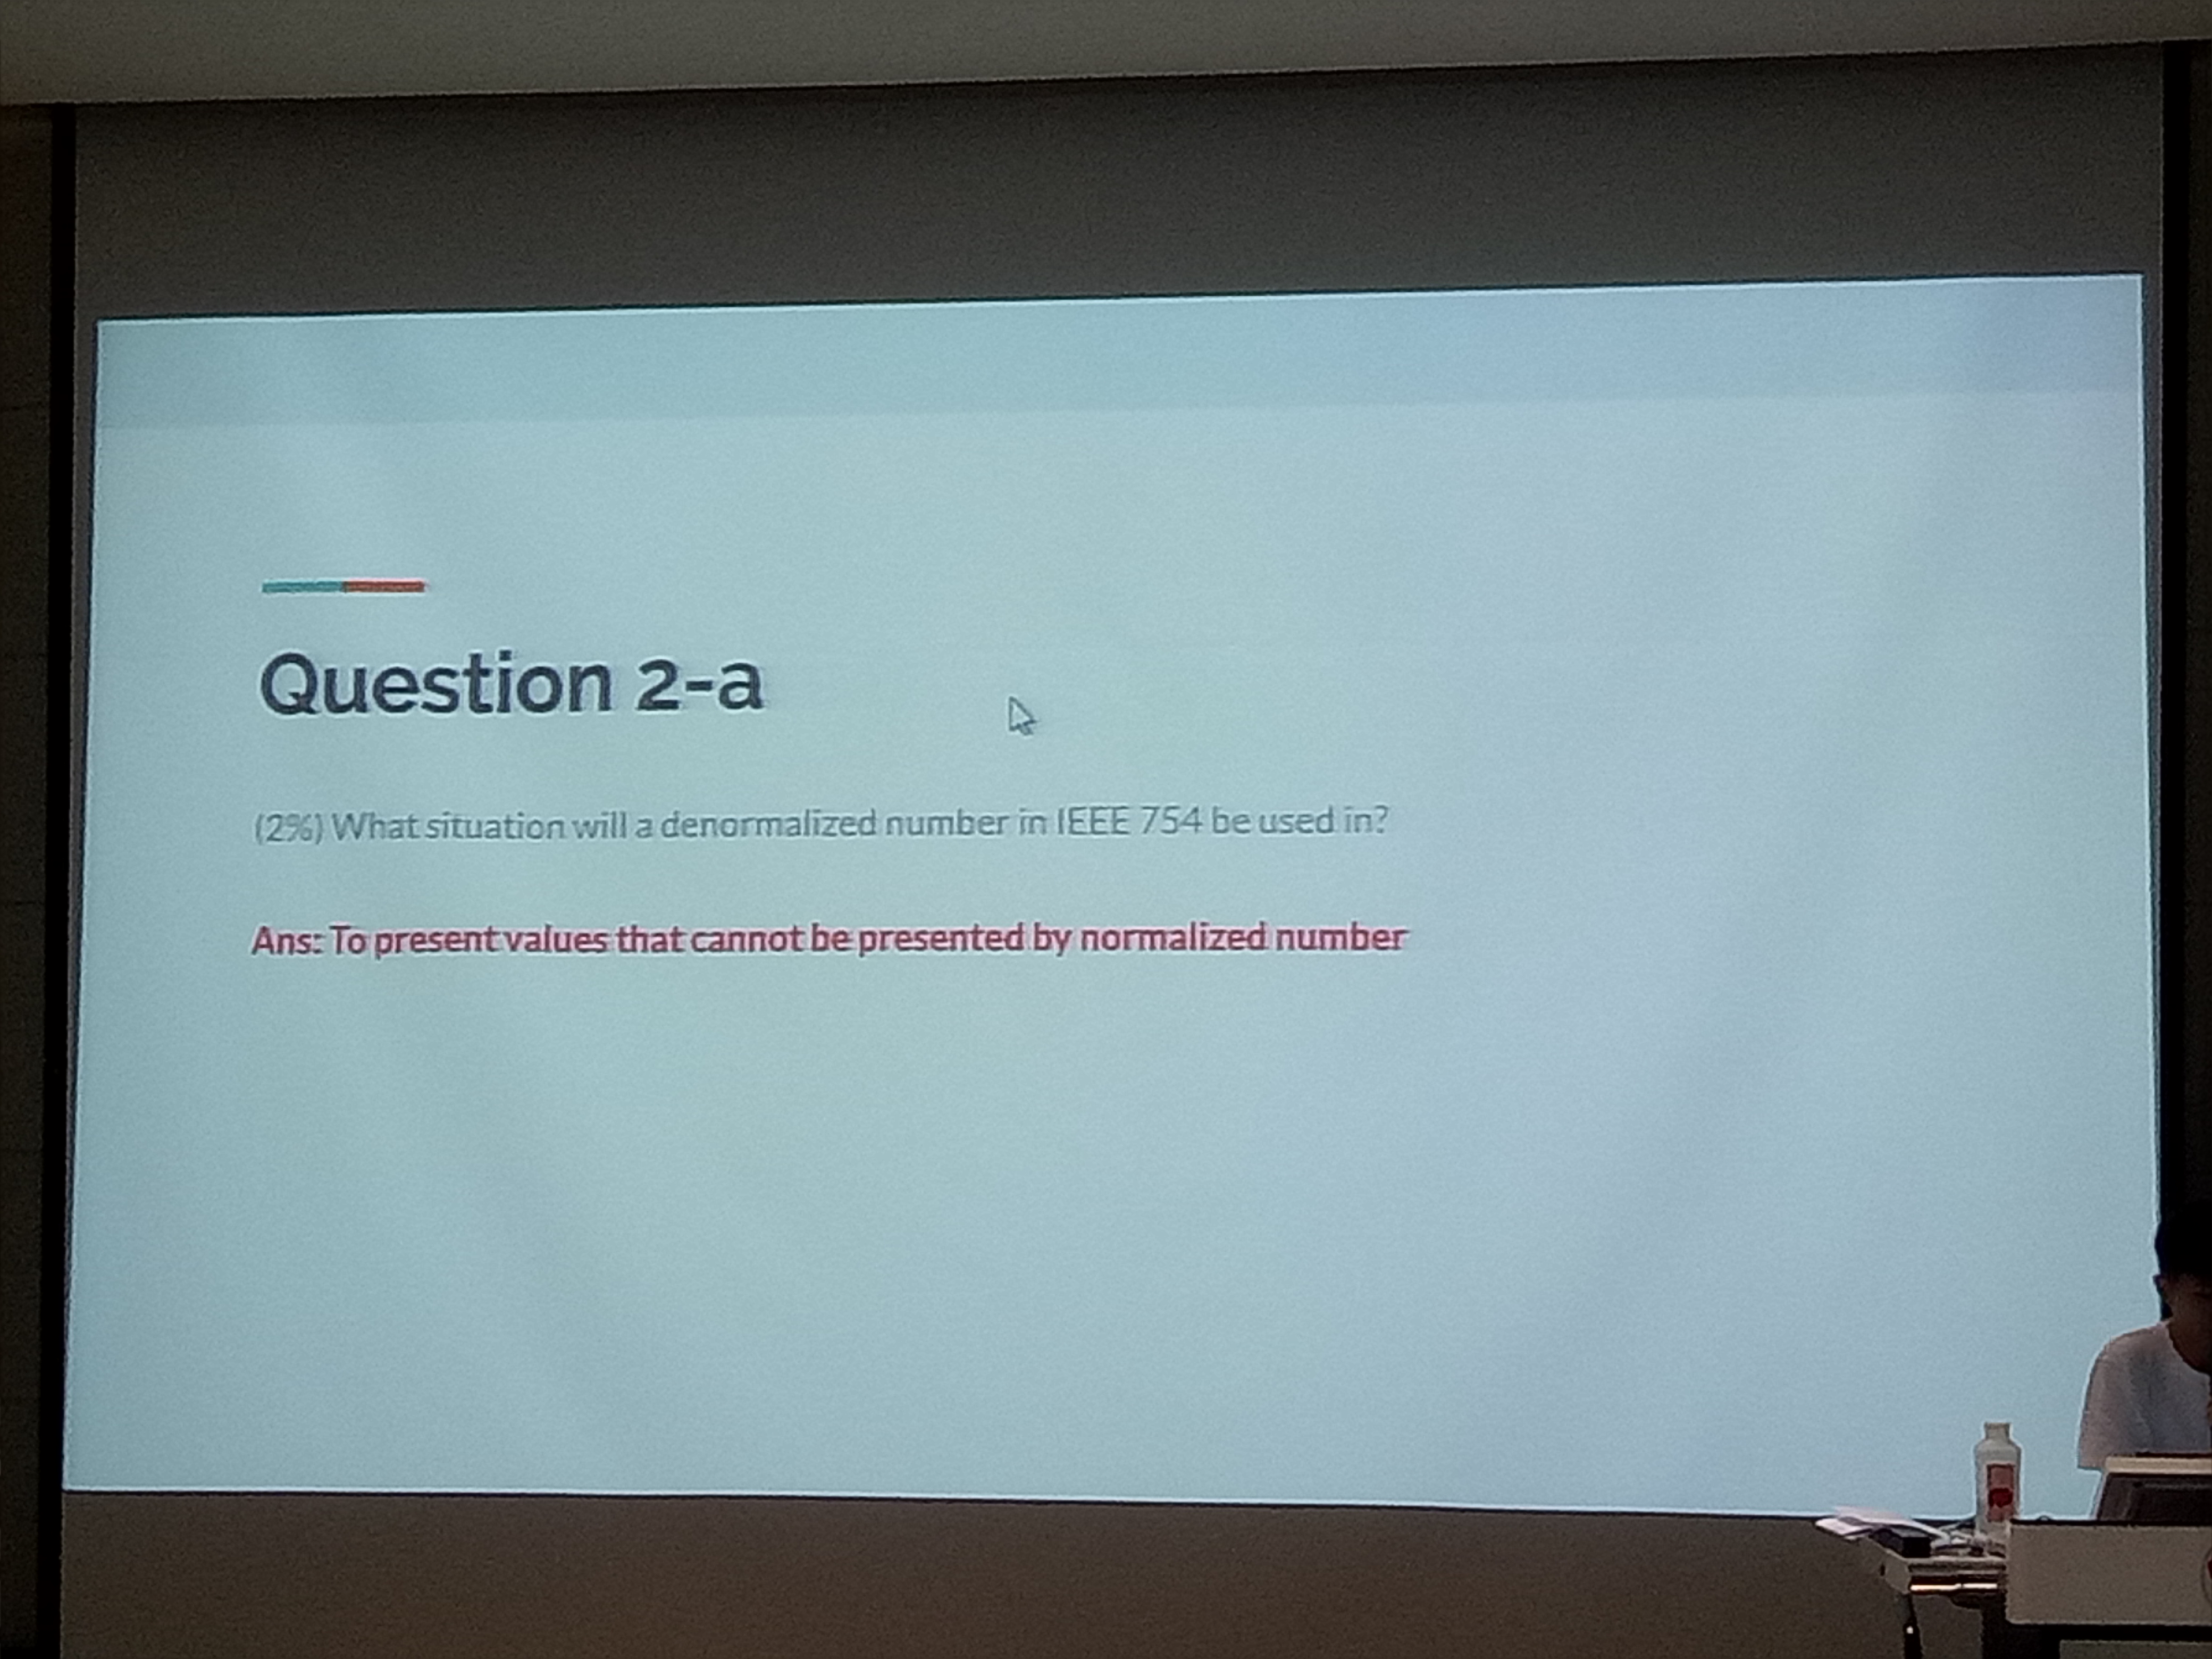 Question 2-a
(2%) What situation will a denormalized number in IEEE 754 be used in?
Ans: To present values that cannot be presented by normalized number